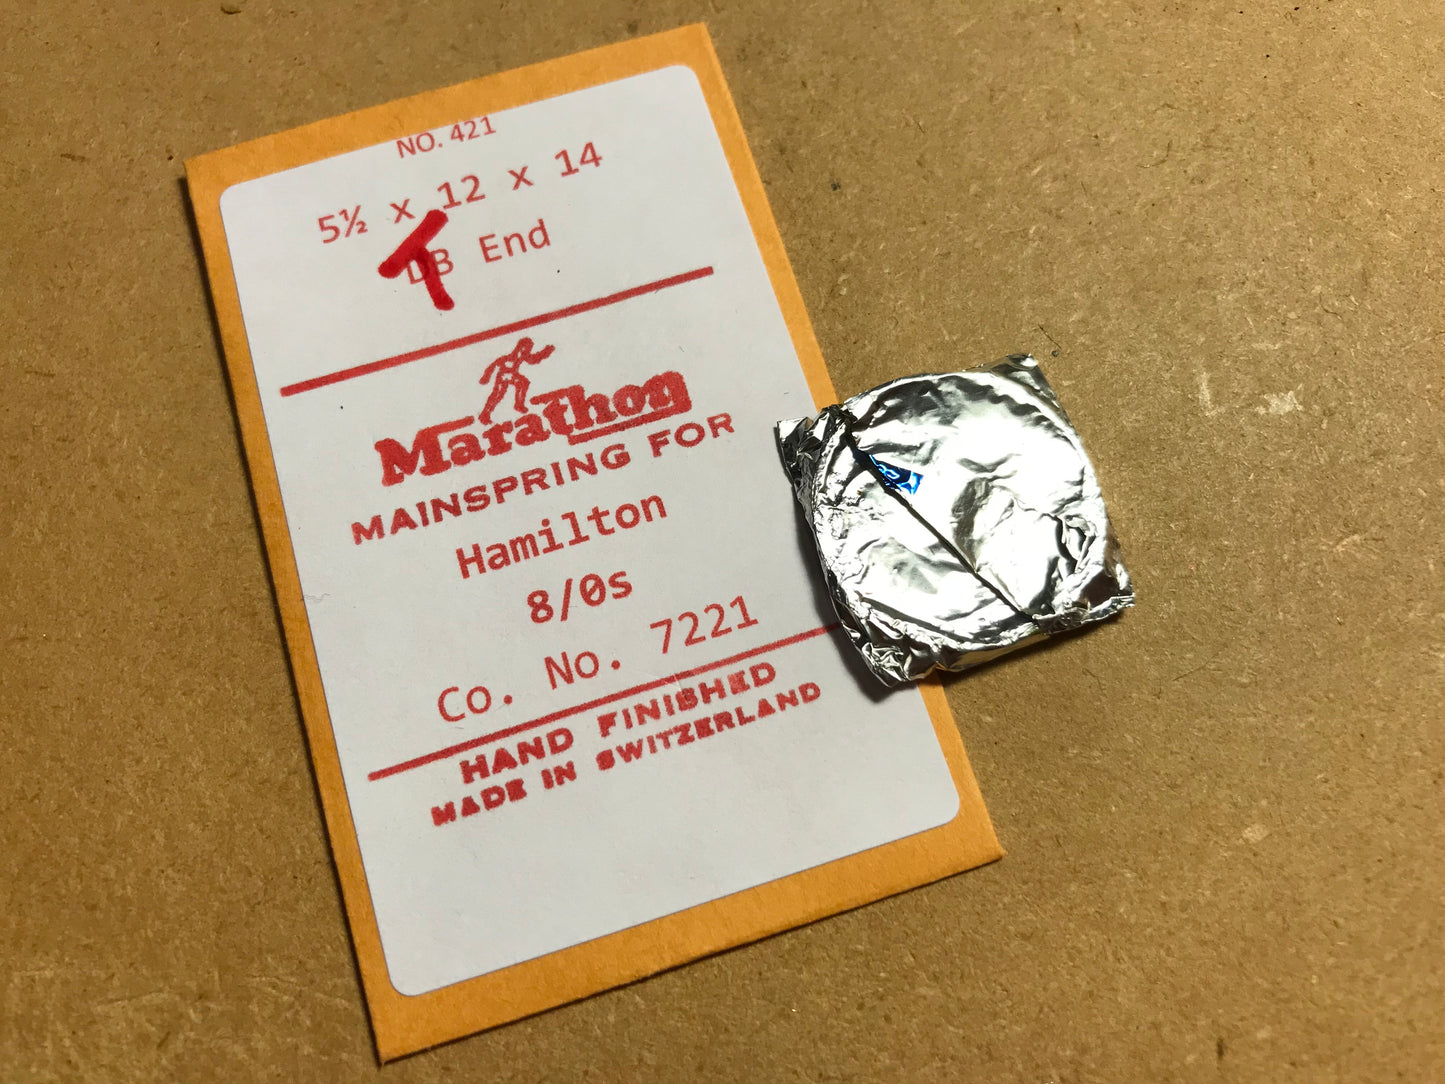 NO. 421
5½ x 12 x 14
T
DB End
Marathon
MAINSPRING FOR
Hamilton
8/0s
Co. No. 7221
HAND FINISHED
MADE IN SWITZERLAND